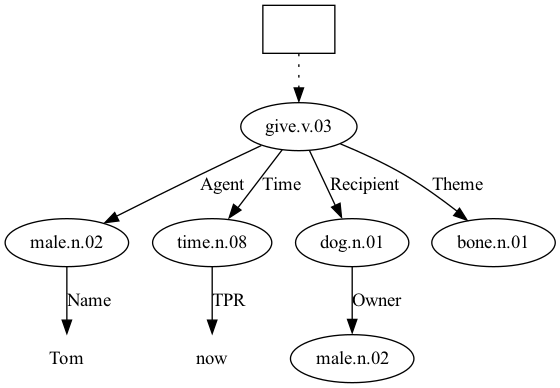 give.v.03
Agent Time Recipient Theme
male.n.02 time.n.08 dog.n.01 bone.n.01
Name TPR Owner
Tom now male.n.02